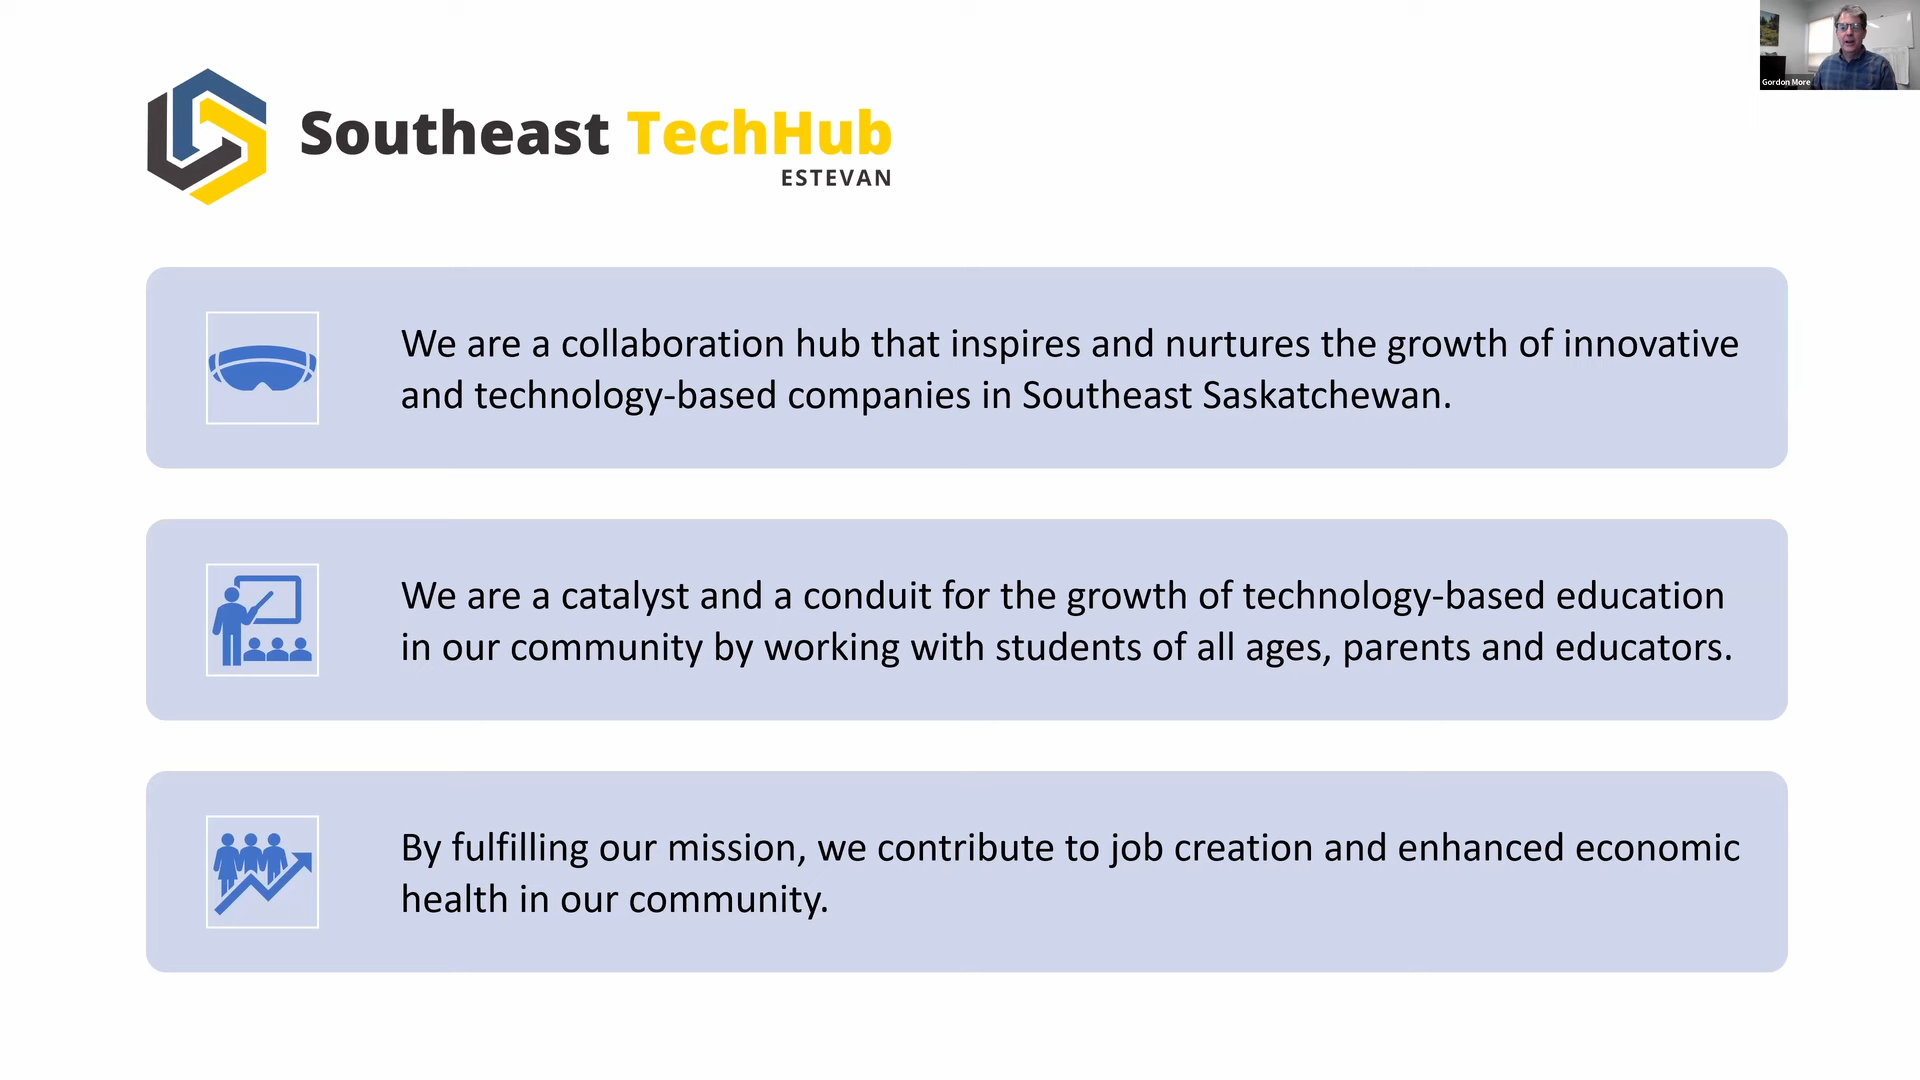 Gordon More
Southeast TechHub
ESTEVAN
We are a collaboration hub that inspires and nurtures the growth of innovative
and technology-based companies in Southeast Saskatchewan.
We are a catalyst and a conduit for the growth of technology-based education
in our community by working with students of all ages, parents and educators.
By fulfilling our mission, we contribute to job creation and enhanced economic
health in our community.